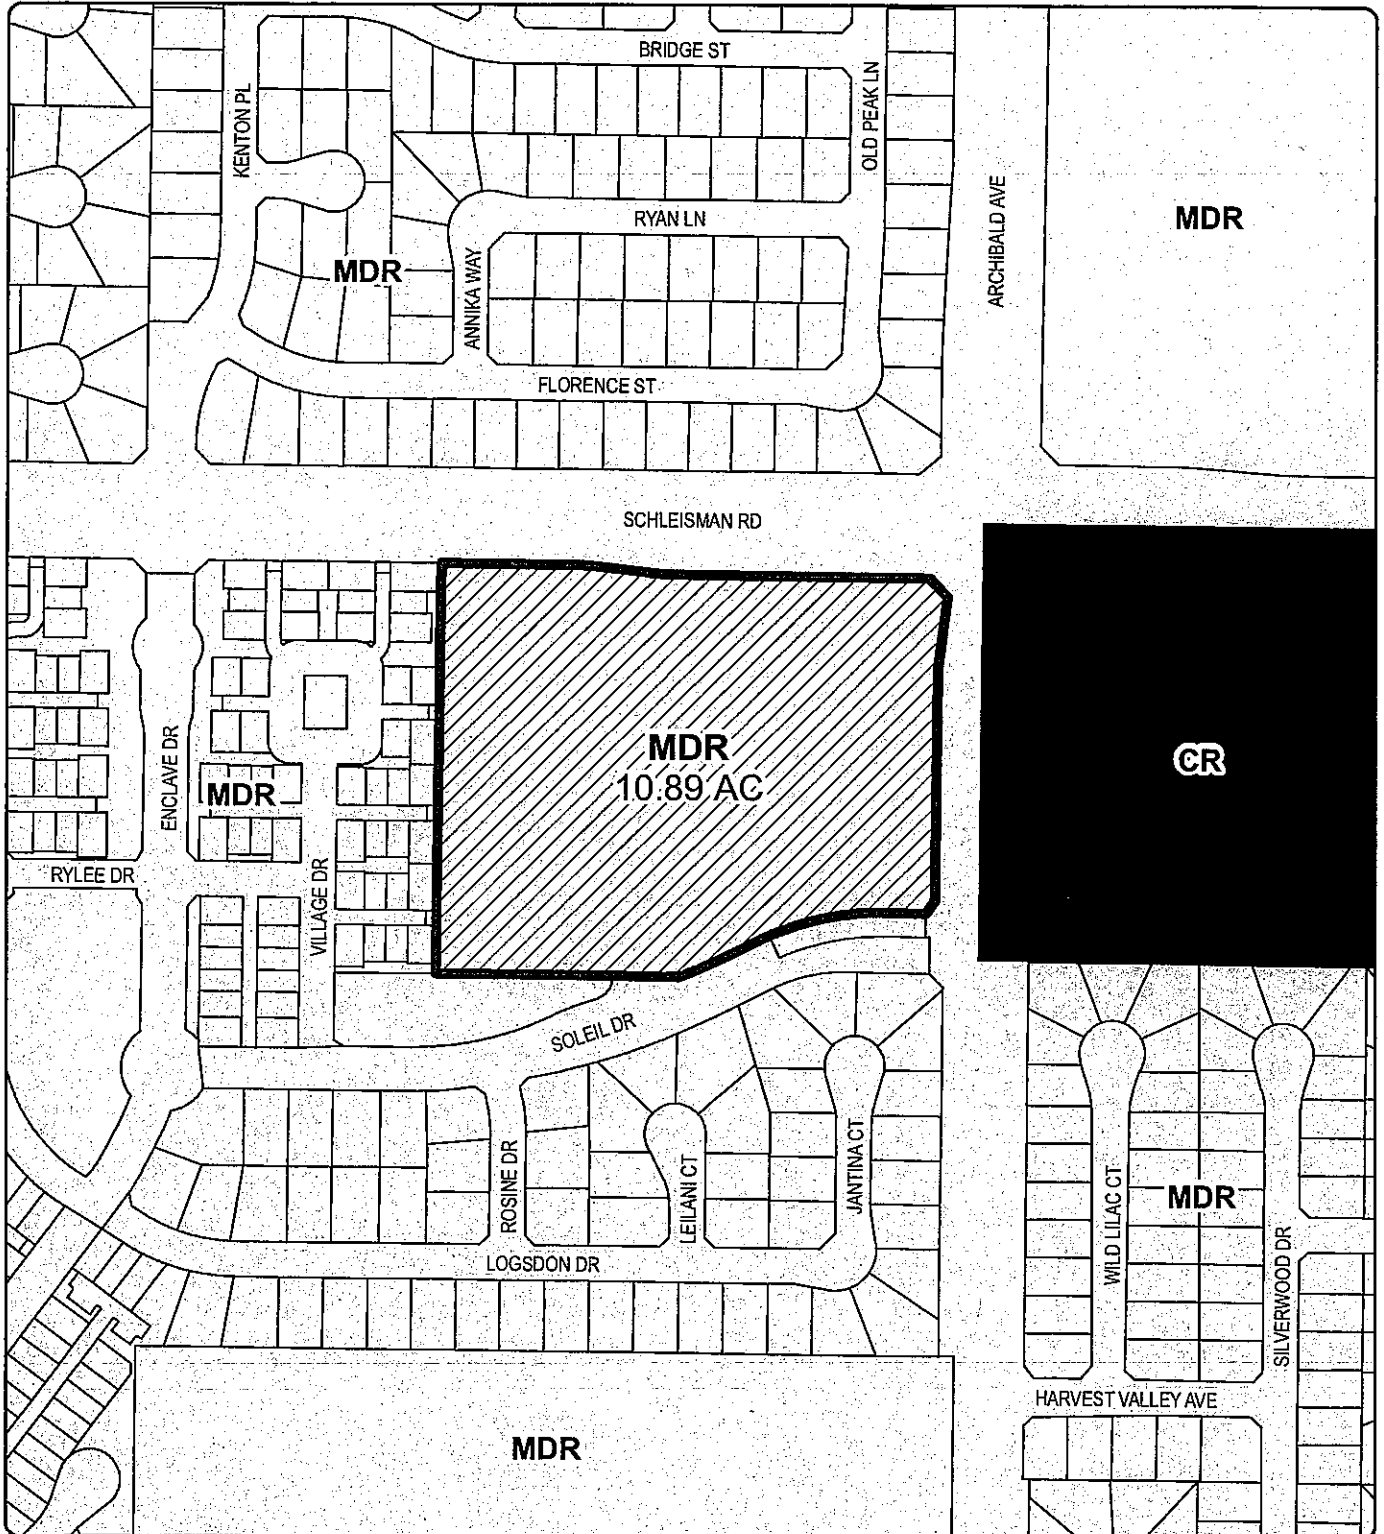 BRIDGE ST
KENTON PL
OLD PEAK LN
ARCHIBALD AVE
MDR
RYAN LN
MDR
ANNIKA WAY
FLORENCE ST
SCHLEISMAN RD
ENCLAVE DR
MDR
10.89 AC
CR
MDR
RYLEE DR
VILLAGE DR
SOLEIL DR
ROSINE DR
LEILANI CT
JANTINA CT
WILD LILAC CT
MDR
SILVERWOOD DR
LOGSDON DR
HARVEST VALLEY AVE
MDR